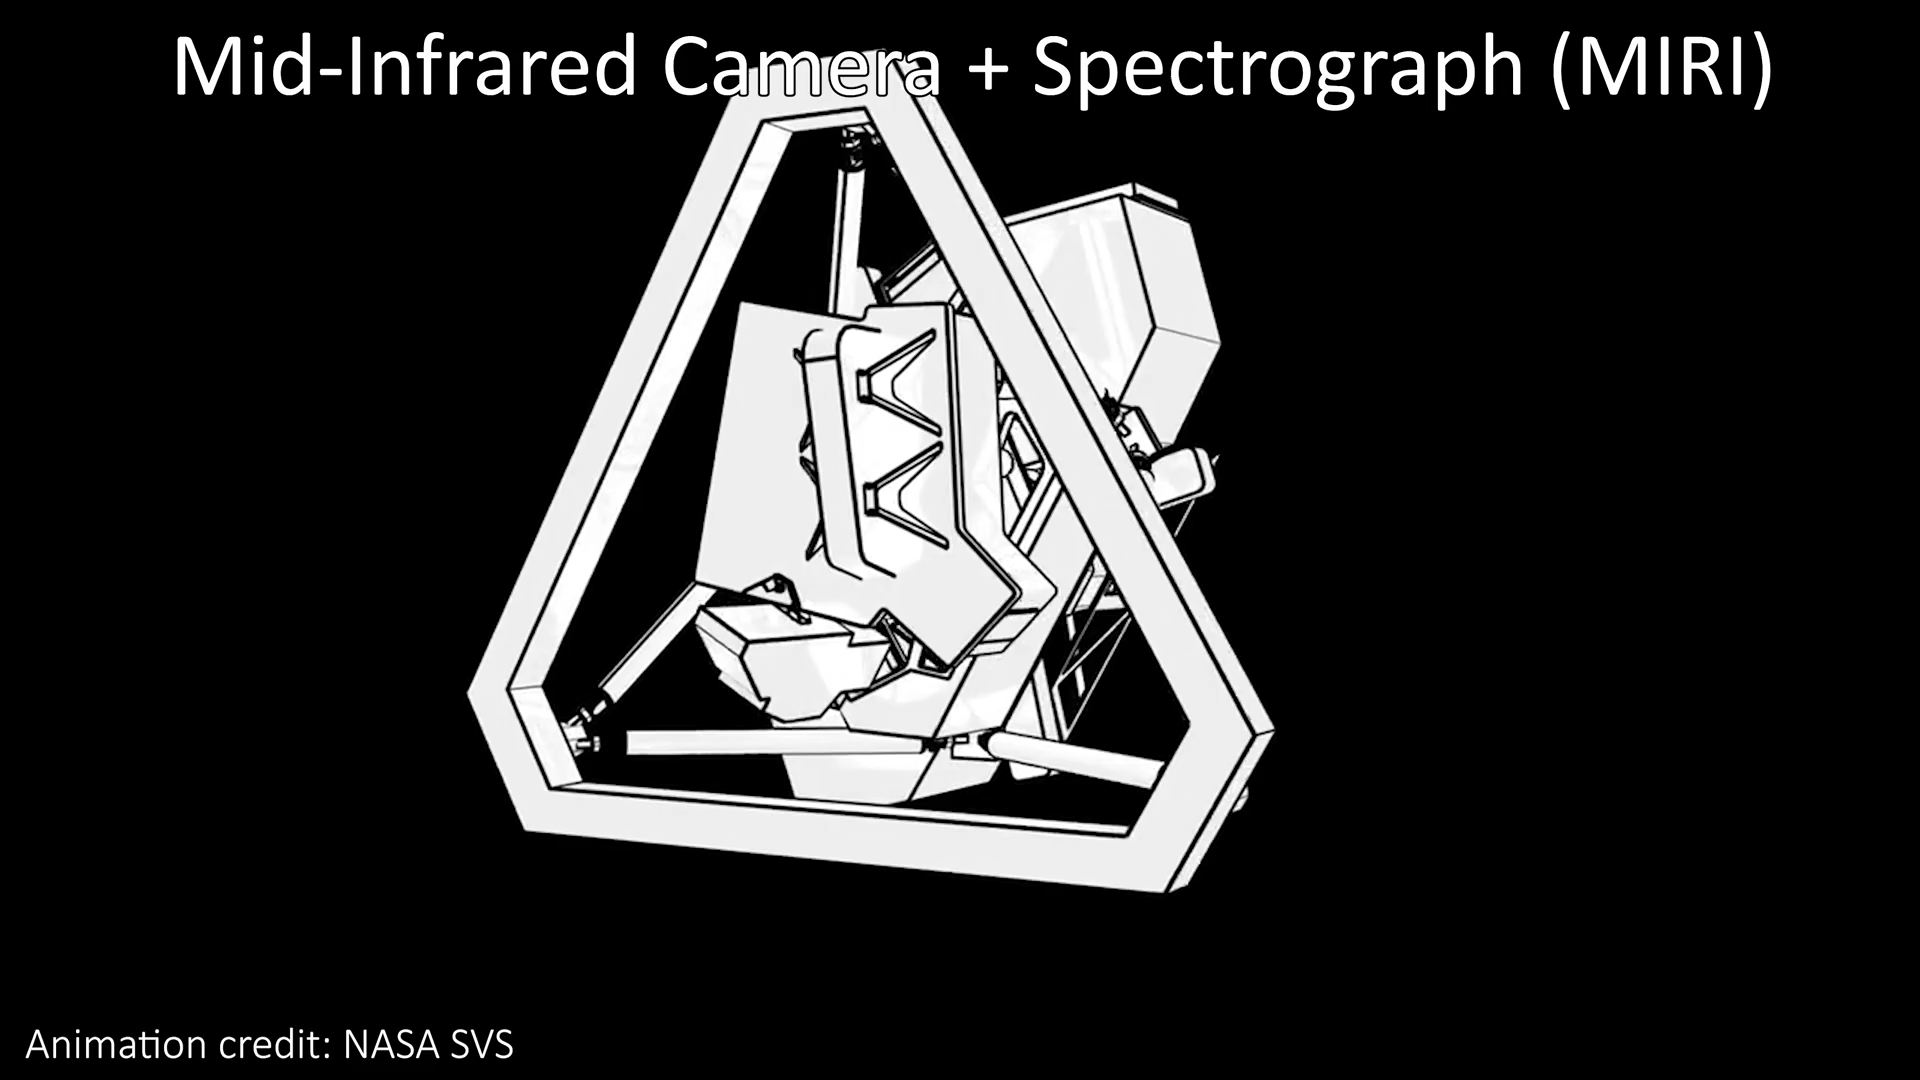 Mid-Infrared Camera + Spectrograph (MIRI)
Animation credit: NASA SVS